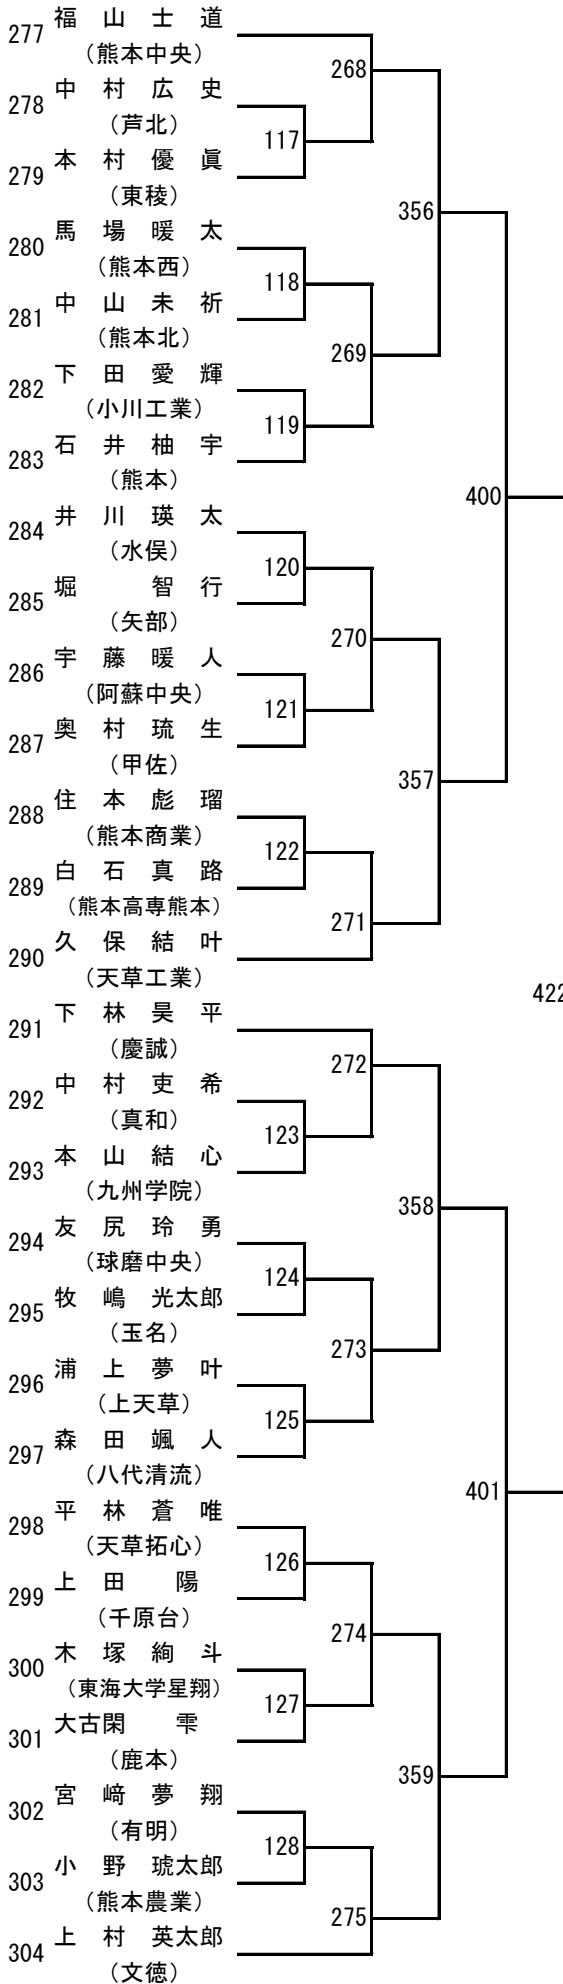 277 福山士道
（熊本中央）
268
278 中村広史
（芦北）
117
279 本村優眞
（東稜）
356
280 馬場暖太
（熊本西）
118
281 中山未祈
（熊本北）
269
282 下田愛輝
（小川工業）
119
283 石井柚宇
（熊本）
400
284 井川瑛太
（水俣）
120
285 堀智行
（矢部）
270
286 宇藤暖人
（阿蘇中央）
121
287 奥村琉生
（甲佐）
357
288 住本彪瑠
（熊本商業）
122
289 白石真路
（熊本高専熊本）
271
290 久保結叶
（天草工業）
422
291 下林昊平
（慶誠）
272
292 中村吏希
（真和）
123
293 本山結心
（九州学院）
358
294 友尻玲勇
（球磨中央）
124
295 牧嶋光太郎
（玉名）
273
296 浦上夢叶
（上天草）
125
297 森田颯人
（八代清流）
401
298 平林蒼唯
（天草拓心）
126
299 上田陽
（千原台）
274
300 木塚絢斗
（東海大学星翔）
127
301 大古閑雫
（鹿本）
359
302 宮﨑夢翔
（有明）
128
303 小野琥太郎
（熊本農業）
275
304 上村英太郎
（文徳）